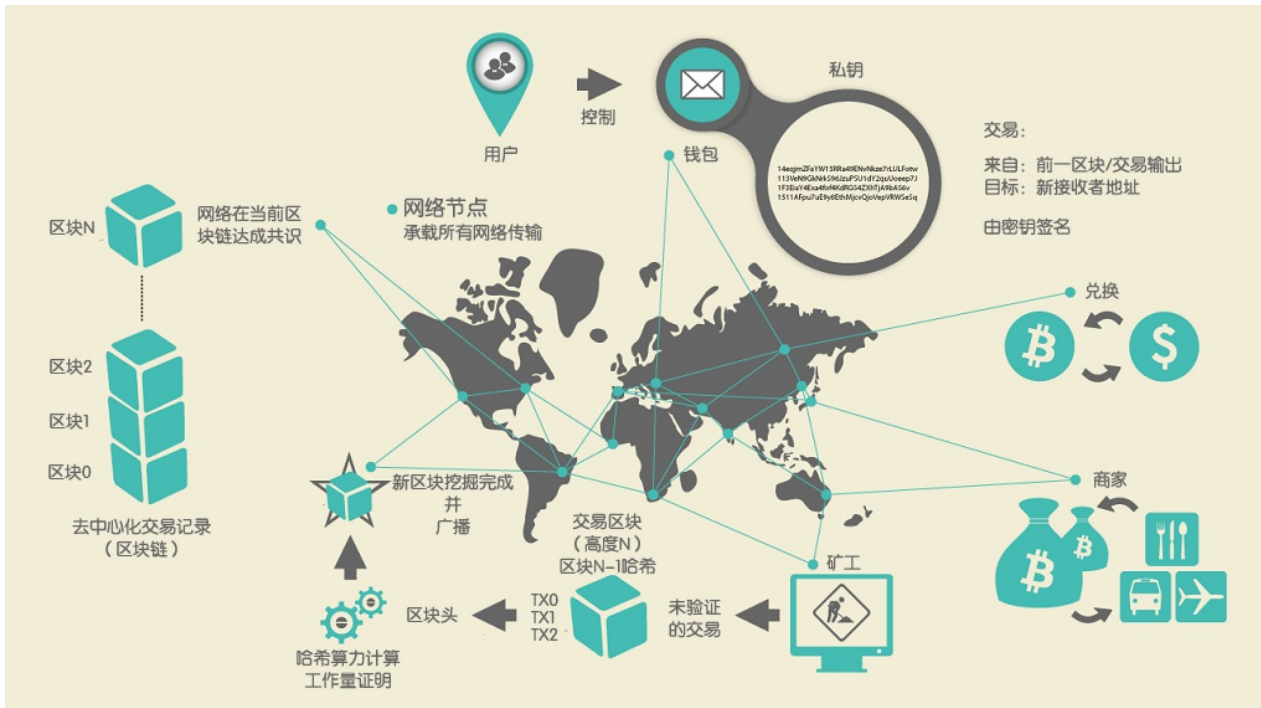 用户
控制
钱包
私钥
14eqjmZFaYW15RRa49ENvNkze7rLULFotw
交易：
来自：前一区块/交易输出
目标：新接收者地址
由密钥签名
区块N
网络在当前区
块链达成共识
网络节点
承载所有网络传输
兑换
区块2
区块1
区块0
去中心化交易记录
（区块链）
新区块挖掘完成
并
广播
交易区块
（高度N）
区块N-1哈希
商家
矿工
未验证
的交易
TX0
TX1
TX2
区块头
哈希算力计算
工作量证明